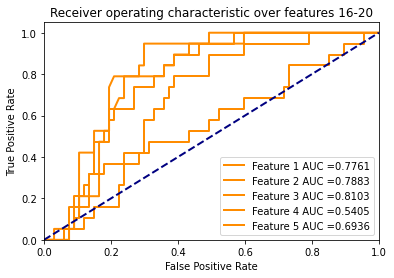 Receiver operating characteristic over features 16-20
True Positive Rate
1.0
0.8
0.6
0.4
0.2
0.0
Feature 1 AUC =0.7761
Feature 2 AUC =0.7883
Feature 3 AUC =0.8103
Feature 4 AUC =0.5405
Feature 5 AUC =0.6936
0.0 0.2 0.4 0.6 0.8 1.0
False Positive Rate